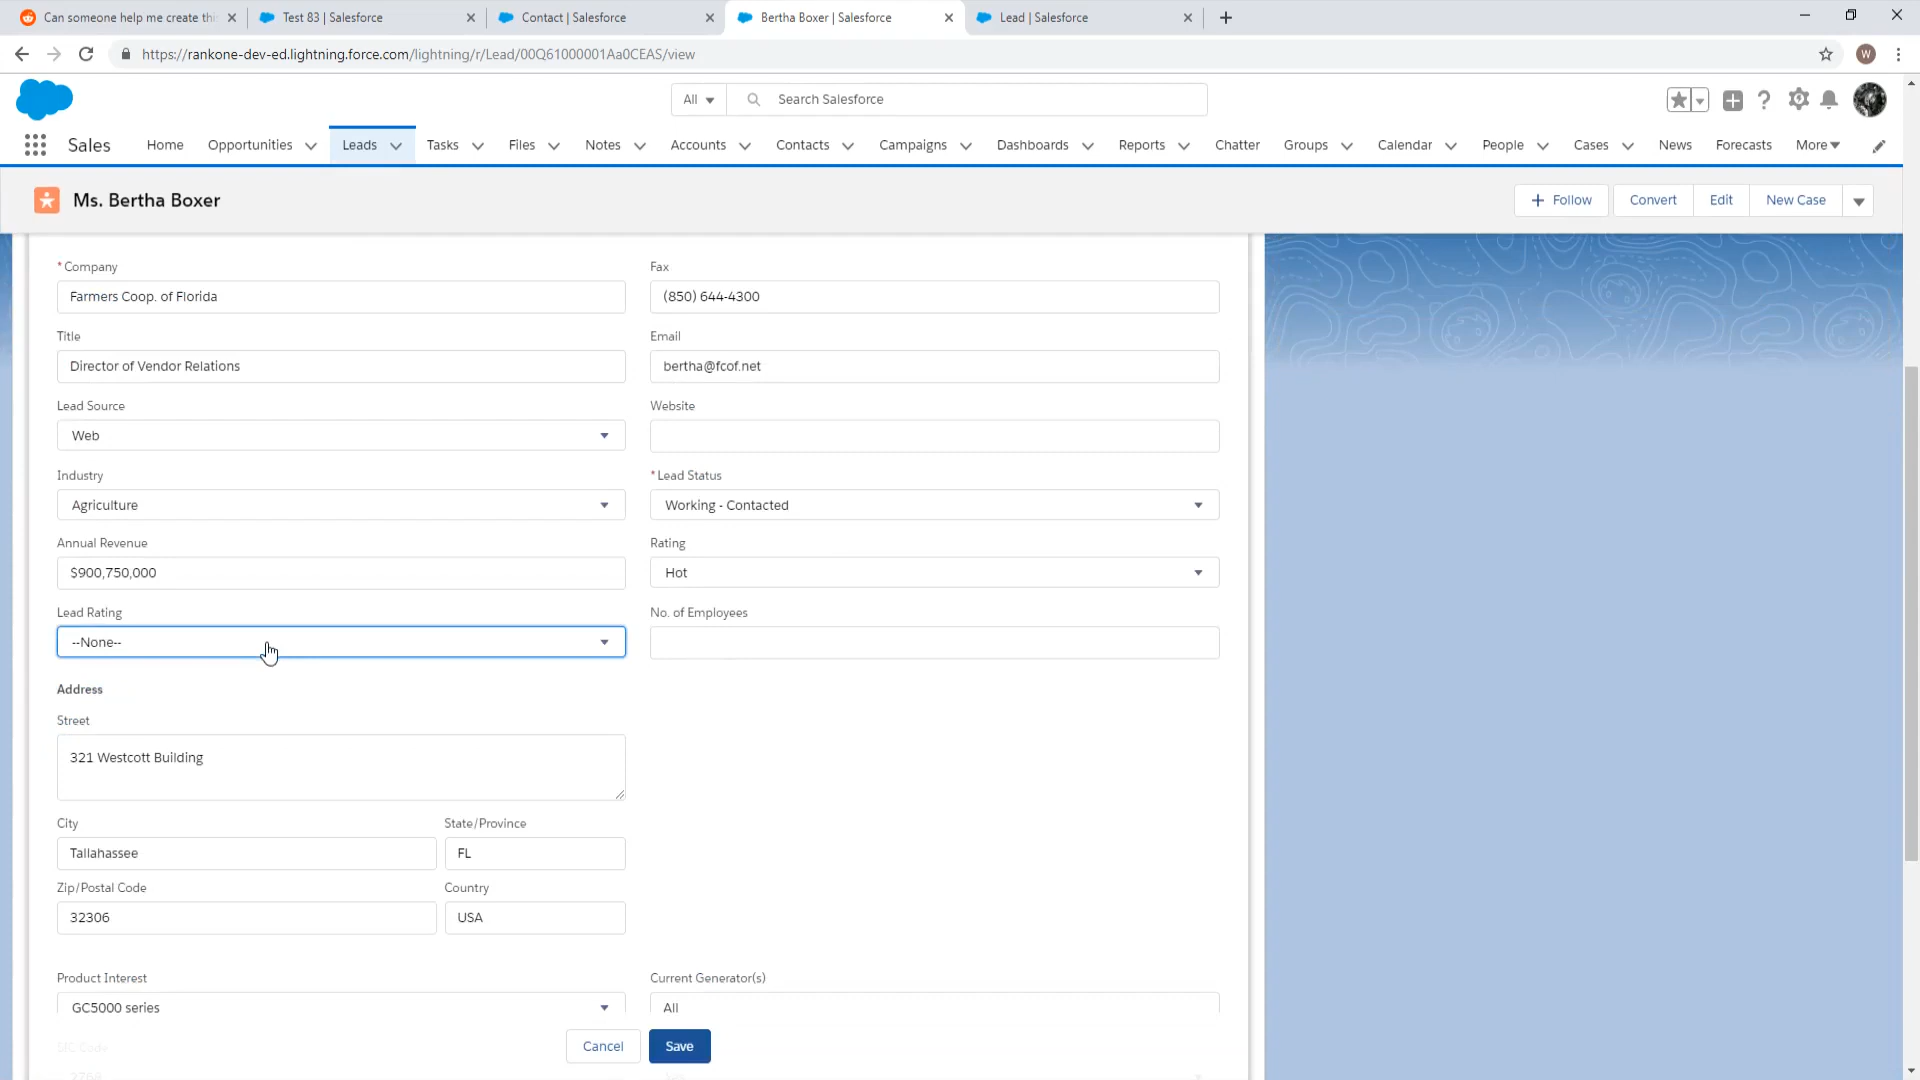 Can someone help me create thi
Test 83 | Salesforce
Contact | Salesforce
Bertha Boxer | Salesforce
Lead | Salesforce
https://rankone-dev-ed.lightning.force.com/lightning/r/Lead/00Q61000001Aa0CEAS/view
W
All
Search Salesforce
Sales
Home
Opportunities
Leads
Tasks
Files
Notes
Accounts
Contacts
Campaigns
Dashboards
Reports
Chatter
Groups
Calendar
People
Cases
News
Forecasts
More
Ms. Bertha Boxer
Follow
Convert
Edit
New Case
*Company
Fax
Farmers Coop. of Florida
(850) 644-4300
Title
Email
Director of Vendor Relations
bertha@fcof.net
Lead Source
Website
Web
Industry
*Lead Status
Agriculture
Working - Contacted
Annual Revenue
Rating
$900,750,000
Hot
Lead Rating
No. of Employees
--None--
Address
Street
321 Westcott Building
City
State/Province
Tallahassee
FL
Zip/Postal Code
Country
32306
USA
Product Interest
Current Generator(s)
GC5000 series
All
Cancel
Save
SIC Code
2768